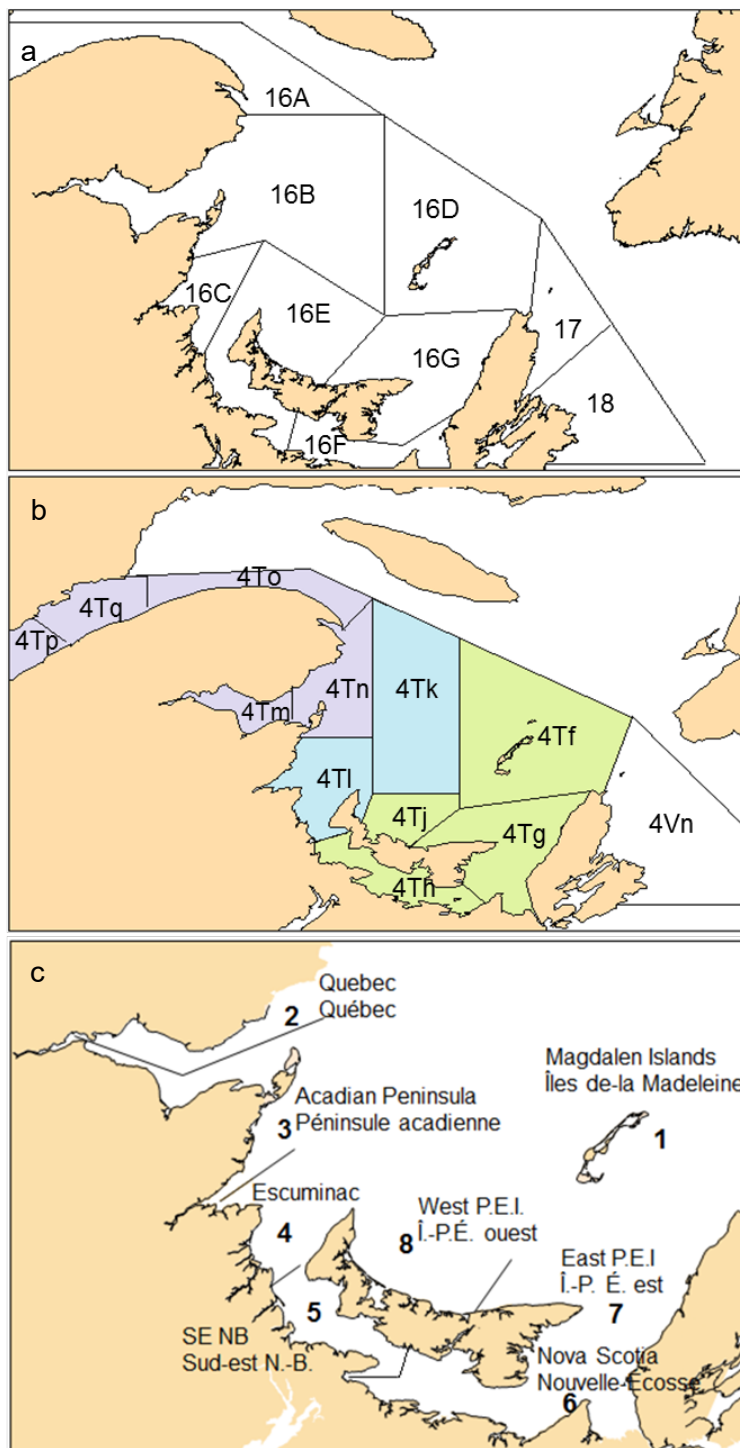 a
16A
16B
16D
16C
16E
17
16G
18
16F
b
4To
4Tq
4Tp
4Tn
4Tk
4Tm
4Tf
4Tl
4Tj
4Tg
4Vn
4Th
c
Quebec
2
Québec
Magdalen Islands
Îles de-la Madeleine
1
Acadian Peninsula
3
Péninsule acadienne
Escuminac
4
West P.E.I.
8
Î.-P.É. ouest
East P.E.I
Î.-P. É. est
5
7
SE NB
Sud-est N.-B.
Nova Scotia
Nouvelle-Ecosse
6